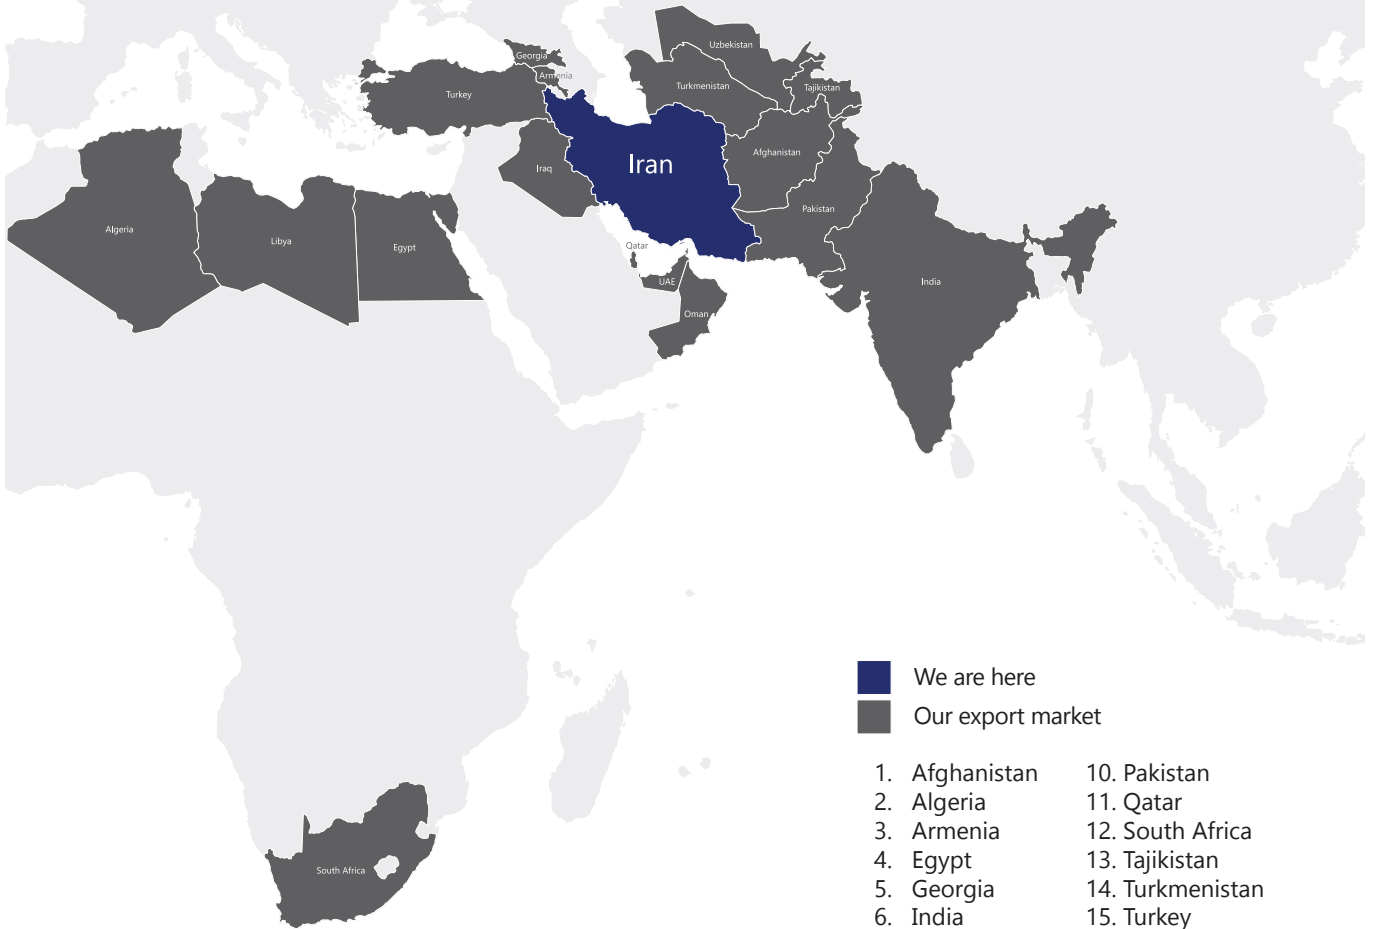 Uzbekistan
Georgia
Armenia
Turkmenistan
Tajikistan
Turkey
Afghanistan
Iran
Iraq
Pakistan
Algeria
Libya
Egypt
Qatar
UAE
India
Oman
South Africa
We are here
Our export market
1. Afghanistan
2. Algeria
3. Armenia
4. Egypt
5. Georgia
6. India
10. Pakistan
11. Qatar
12. South Africa
13. Tajikistan
14. Turkmenistan
15. Turkey